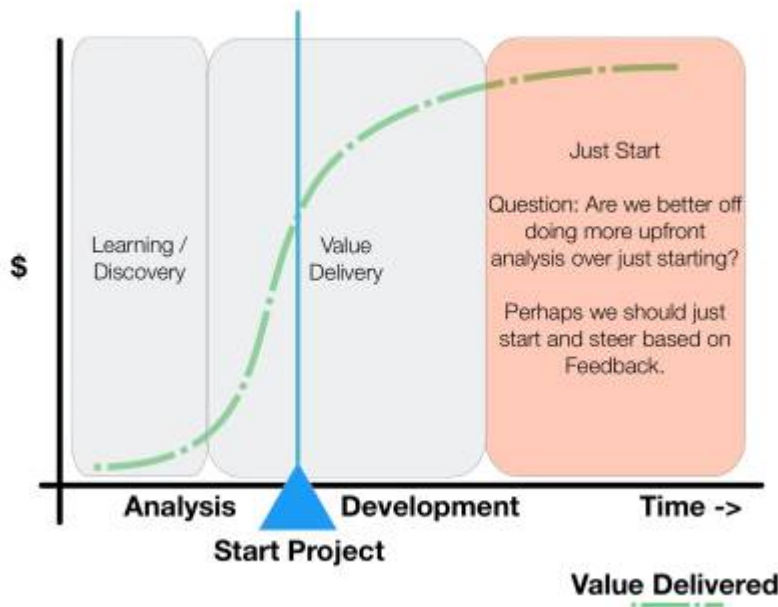 Just Start
Question: Are we better off
doing more upfront
analysis over just starting?
Perhaps we should just
start and steer based on
Feedback.
Learning /
Discovery
Value
Delivery
$
Analysis
Development
Time ->
Start Project
Value Delivered